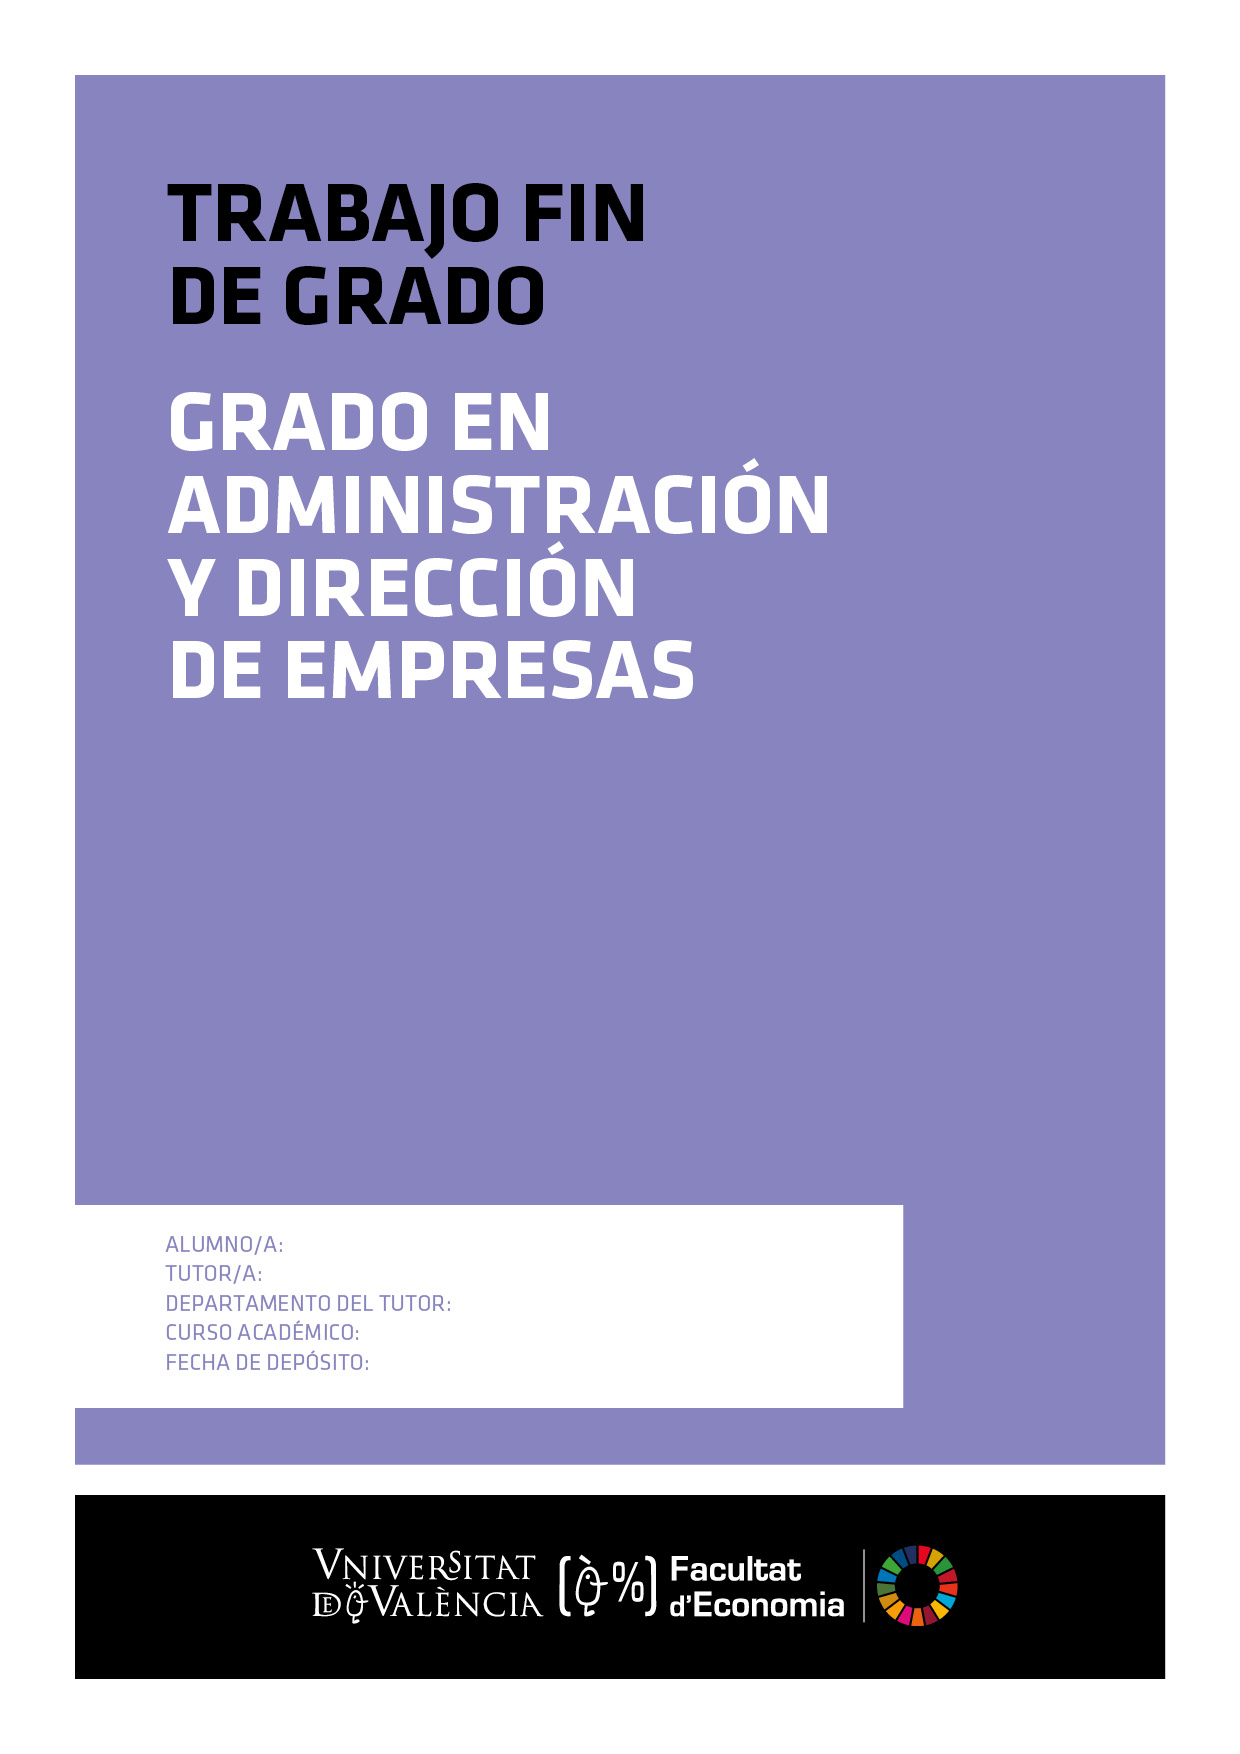 TRABAJO FIN
DE GRADO
GRADO EN
ADMINISTRACIÓN
Y DIRECCIÓN
DE EMPRESAS
ALUMNO/A:
TUTOR/A:
DEPARTAMENTO DEL TUTOR:
CURSO ACADÉMICO:
FECHA DE DEPÓSITO:
VNIVERSITAT
DE VALÈNCIA
Facultat
d'Economia